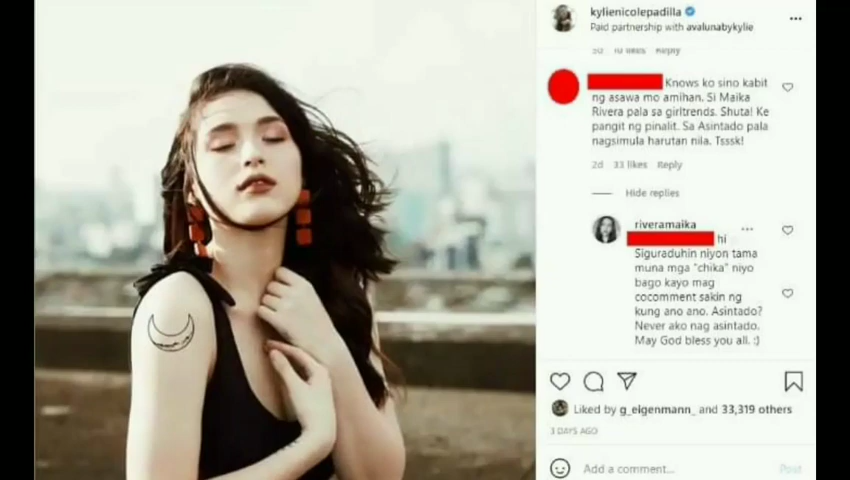 kylienicolepadilla
Paid partnership with avalunabykylie
3d 10 likes Reply
Knows ko sino kabit
ng asawa mo amihan. Si Maika
Rivera pala sa girltrends. Shuta! Ke
pangit ng pinalit. Sa Asintado pala
nagsimula harutan nila. Tsssk!
2d 33 likes Reply
Hide replies
riveramaika
hi
Siguraduhin niyon tama
muna mga "chika" niyo
bago kayo mag
cocomment sakin ng
kung ano ano. Asintado?
Never ako nag asintado.
May God bless you all. :)
Liked by g_eigenmann_ and 33,319 others
3 DAYS AGO
Add a comment...
Post